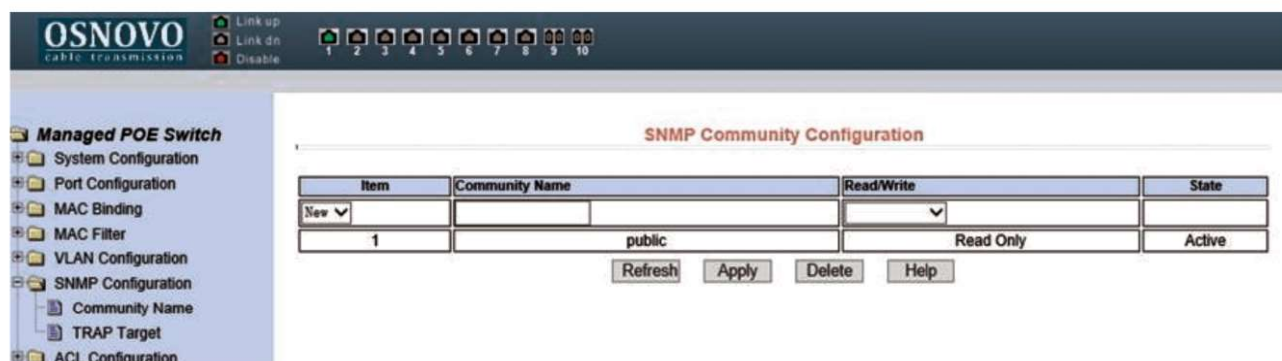 OSNOVO
cable transmission
Link up
Link dn
Disable
1 2 3 4 5 6 7 8 9 10
Managed POE Switch
System Configuration
Port Configuration
MAC Binding
MAC Filter
VLAN Configuration
SNMP Configuration
Community Name
TRAP Target
ACL Configuration
SNMP Community Configuration
Item Community Name Read/Write State
New
1 public Read Only Active
Refresh Apply Delete Help